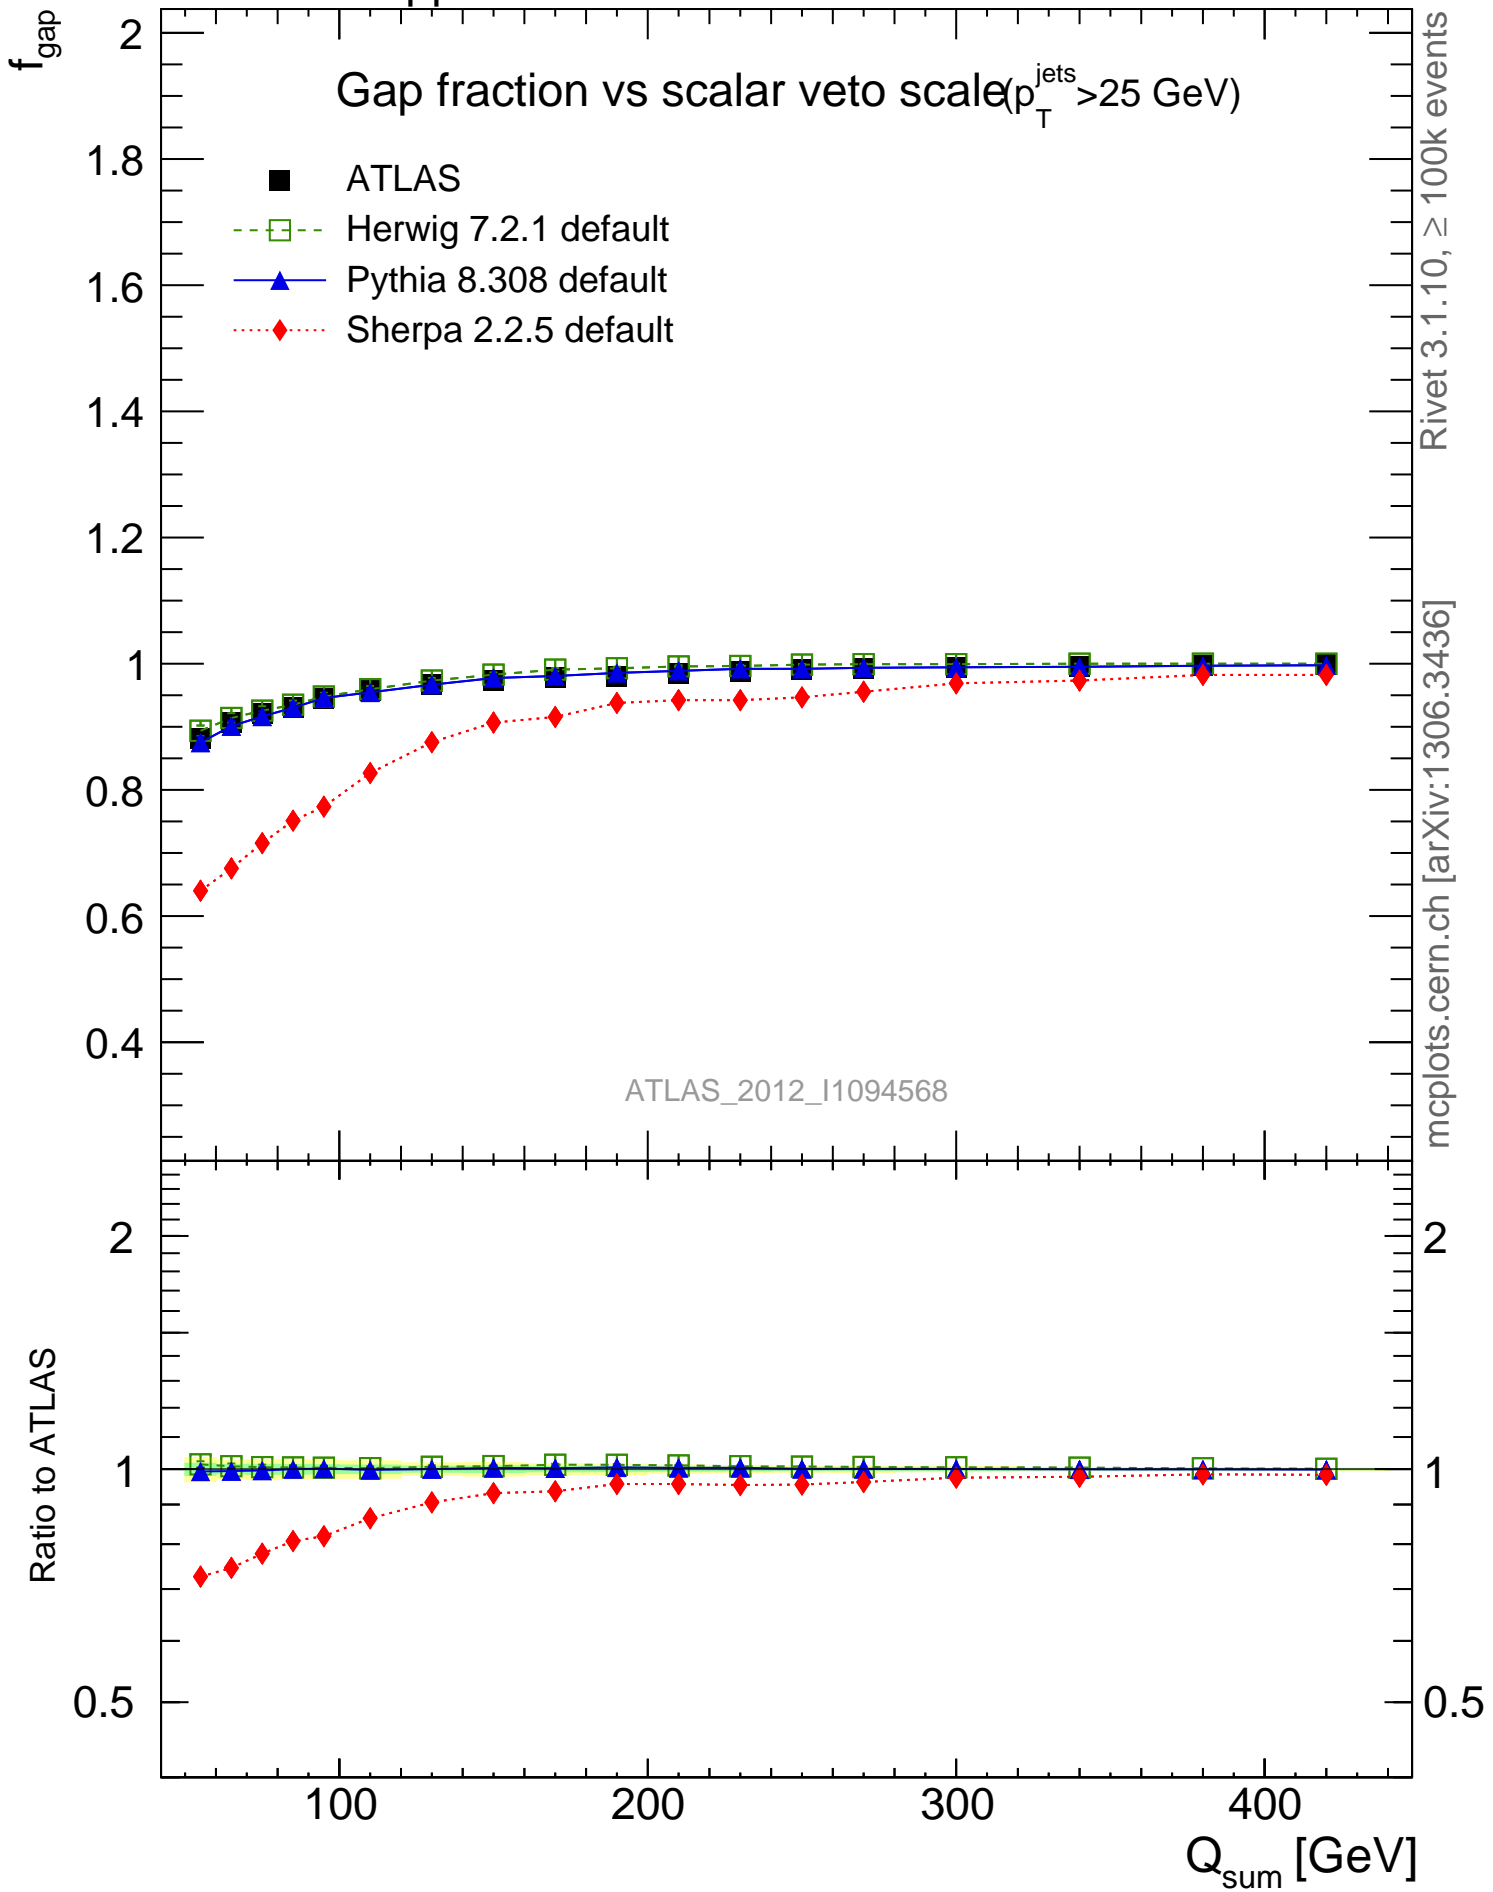 f_gap
Gap fraction vs scalar veto scale(p_T^jets>25 GeV)
ATLAS
Herwig 7.2.1 default
Pythia 8.308 default
Sherpa 2.2.5 default
2
1.8
1.6
1.4
1.2
1
0.8
0.6
0.4
ATLAS_2012_I1094568
Rivet 3.1.10, ≥ 100k events
mcplots.cern.ch [arXiv:1306.3436]
Ratio to ATLAS
2
1
0.5
2
1
0.5
100
200
300
400
Q_sum [GeV]